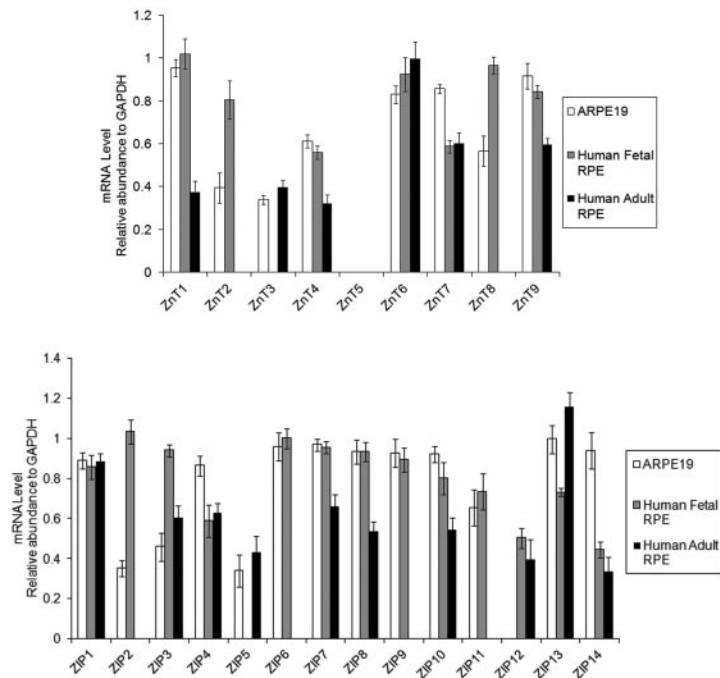 mRNA Level
Relative abundance to GAPDH
1.2
1
0.8
0.6
0.4
0.2
0
ZnT1
ZnT2
ZnT3
ZnT4
ZnT5
ZnT6
ZnT7
ZnT8
ZnT9
ARPE19
Human Fetal
RPE
Human Adult
RPE
mRNA Level
Relative abundance to GAPDH
1.4
1.2
1
0.8
0.6
0.4
0.2
0
ZIP1
ZIP2
ZIP3
ZIP4
ZIP5
ZIP6
ZIP7
ZIP8
ZIP9
ZIP10
ZIP11
ZIP12
ZIP13
ZIP14
ARPE19
Human Fetal
RPE
Human Adult
RPE